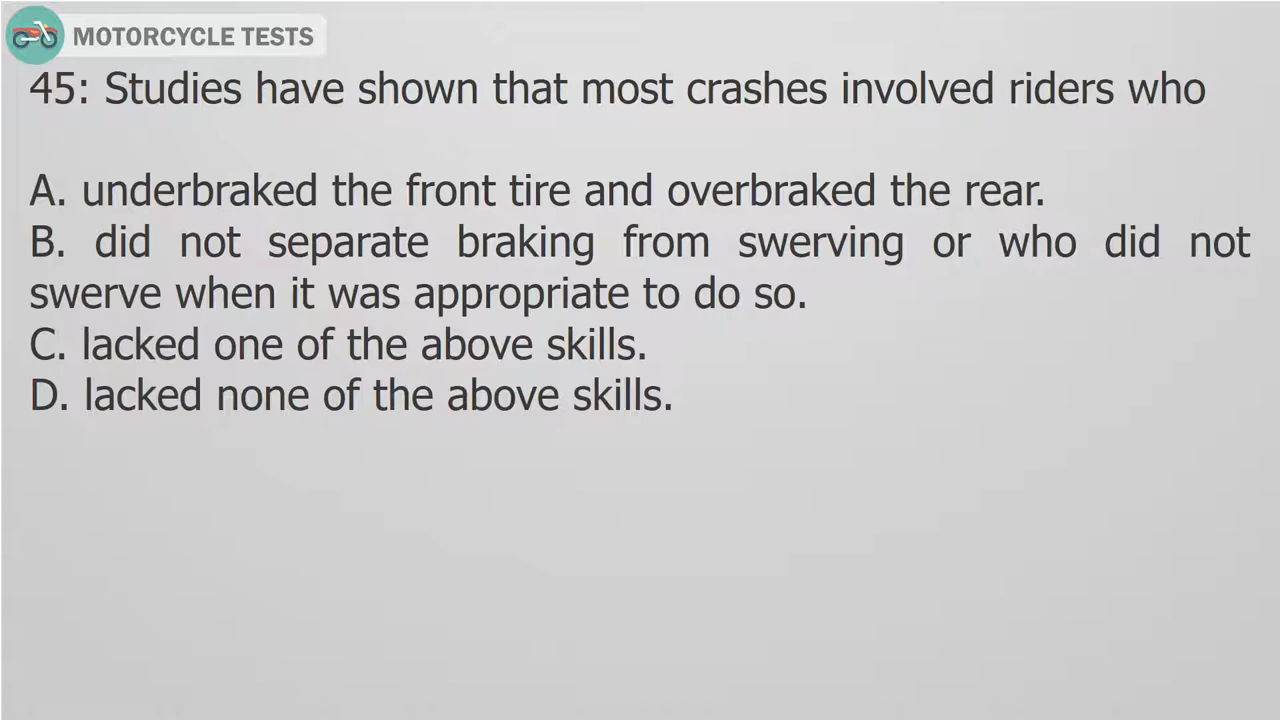 MOTORCYCLE TESTS
45: Studies have shown that most crashes involved riders who
A. underbraked the front tire and overbraked the rear.
B. did not separate braking from swerving or who did not
swerve when it was appropriate to do so.
C. lacked one of the above skills.
D. lacked none of the above skills.